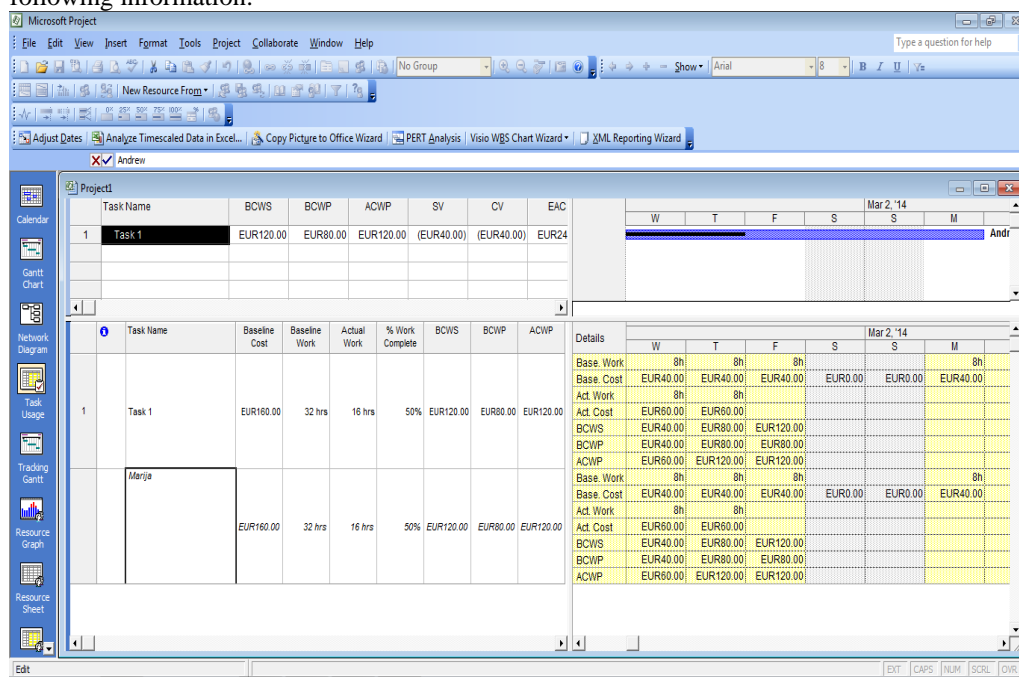 following information:
Microsoft Project
File Edit View Insert Format Tools Project Collaborate Window Help Type a question for help
No Group Show Arial 8 B I U
New Resource From
0% 25% 50% 75% 100%
Adjust Dates Analyze Timescaled Data in Excel... Copy Picture to Office Wizard PERT Analysis Visio WBS Chart Wizard XML Reporting Wizard
Andrew
Project1
Task Name BCWS BCWP ACWP SV CV EAC
Mar 2, '14
W T F S S M
1 Task 1 EUR120.00 EUR80.00 EUR120.00 (EUR40.00) (EUR40.00) EUR24
Andr
Task Name Baseline Cost Baseline Work Actual Work % Work Complete BCWS BCWP ACWP
Details Mar 2, '14
W T F S S M
1 Task 1 EUR160.00 32 hrs 16 hrs 50% EUR120.00 EUR80.00 EUR120.00
Base. Work 8h 8h 8h 8h
Base. Cost EUR40.00 EUR40.00 EUR40.00 EUR0.00 EUR0.00 EUR40.00
Act. Work 8h 8h
Act. Cost EUR60.00 EUR60.00
BCWS EUR40.00 EUR80.00 EUR120.00
BCWP EUR40.00 EUR80.00 EUR80.00
ACWP EUR60.00 EUR120.00 EUR120.00
Marija EUR160.00 32 hrs 16 hrs 50% EUR120.00 EUR80.00 EUR120.00
Base. Work 8h 8h 8h 8h
Base. Cost EUR40.00 EUR40.00 EUR40.00 EUR0.00 EUR0.00 EUR40.00
Act. Work 8h 8h
Act. Cost EUR60.00 EUR60.00
BCWS EUR40.00 EUR80.00 EUR120.00
BCWP EUR40.00 EUR80.00 EUR80.00
ACWP EUR60.00 EUR120.00 EUR120.00
Calendar
Gantt Chart
Network Diagram
Task Usage
Tracking Gantt
Resource Graph
Resource Sheet
Edit EXT CAPS NUM SCRL OVR